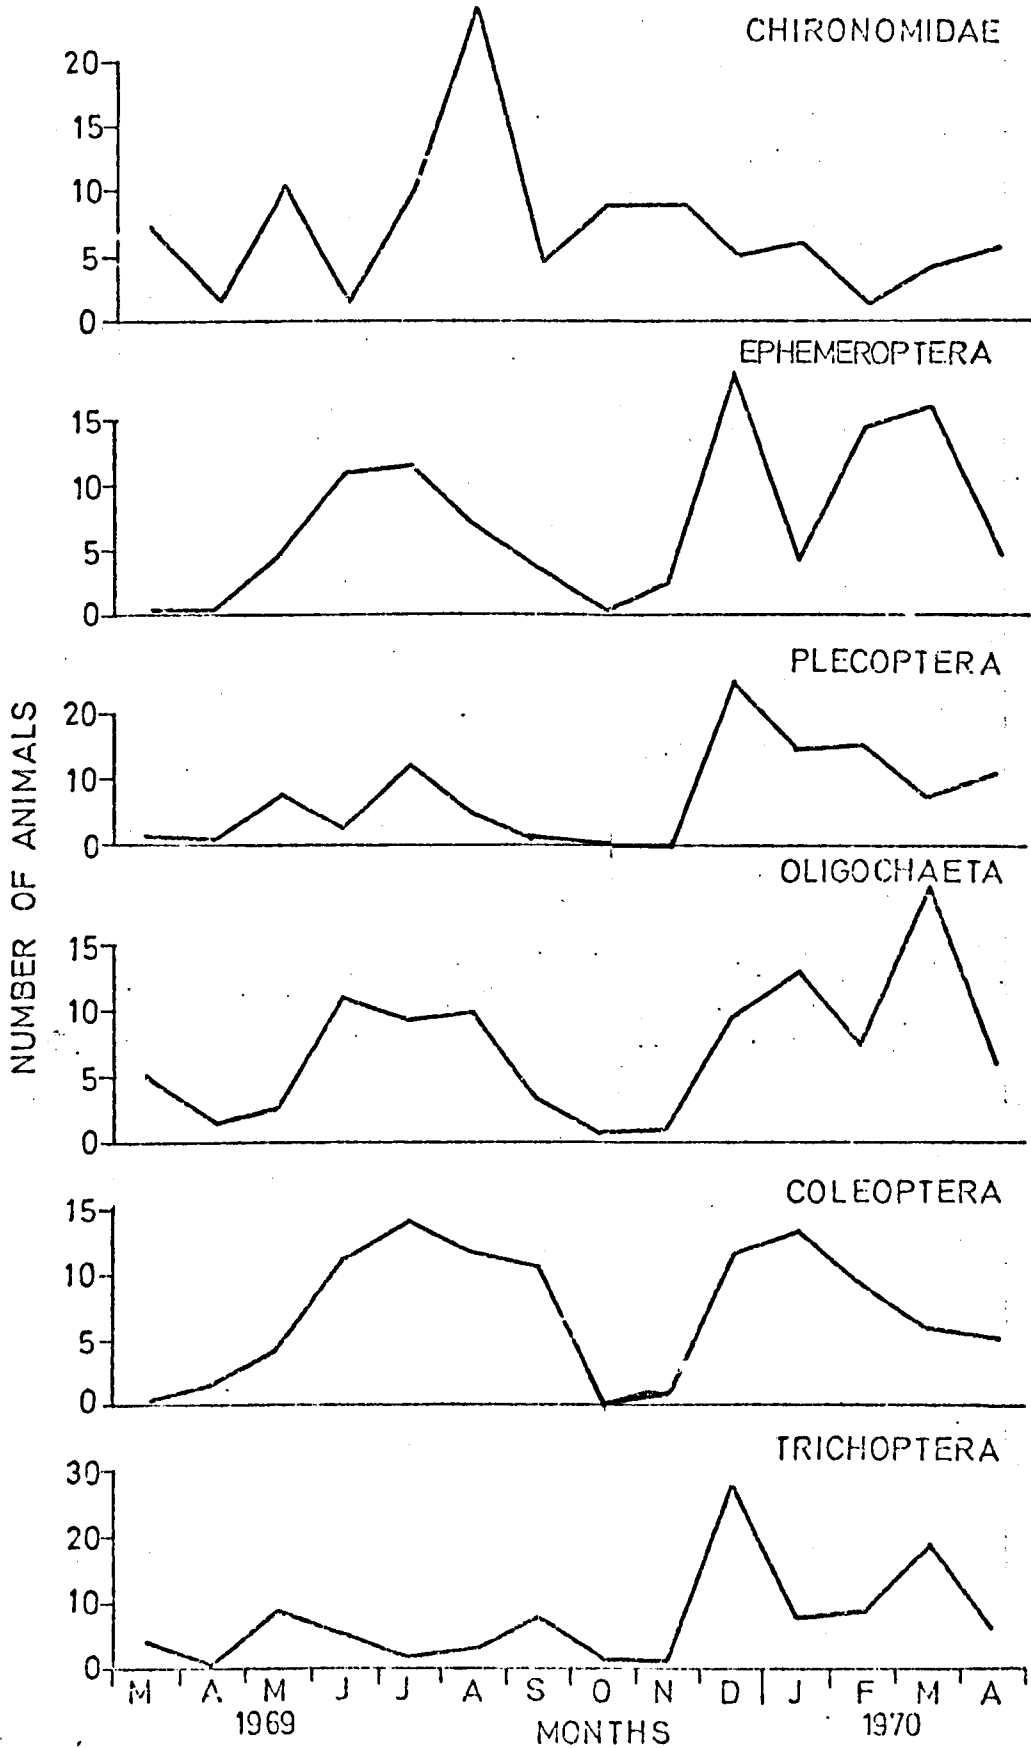 CHIRONOMIDAE
20
15
10
5
0
EPHEMEROPTERA
15
10
5
0
PLECOPTERA
20
10
0
OLIGOCHAETA
15
10
5
0
COLEOPTERA
15
10
5
0
TRICHOPTERA
30
20
10
0
NUMBER OF ANIMALS
M A M J J A S O N D J F M A
1969 MONTHS 1970